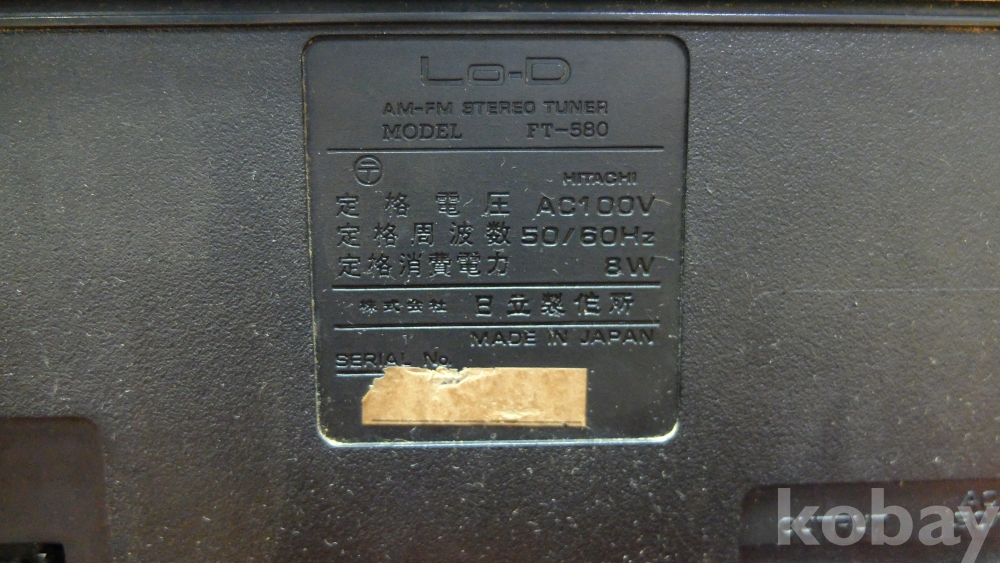 Lo-D
AM-FM STEREO TUNER
MODEL FT-580
〒
HITACHI
定格電圧 AC100V
定格周波数 50/60Hz
定格消費電力 8W
株式会社 日立製作所
MADE IN JAPAN
SERIAL No.
kobay